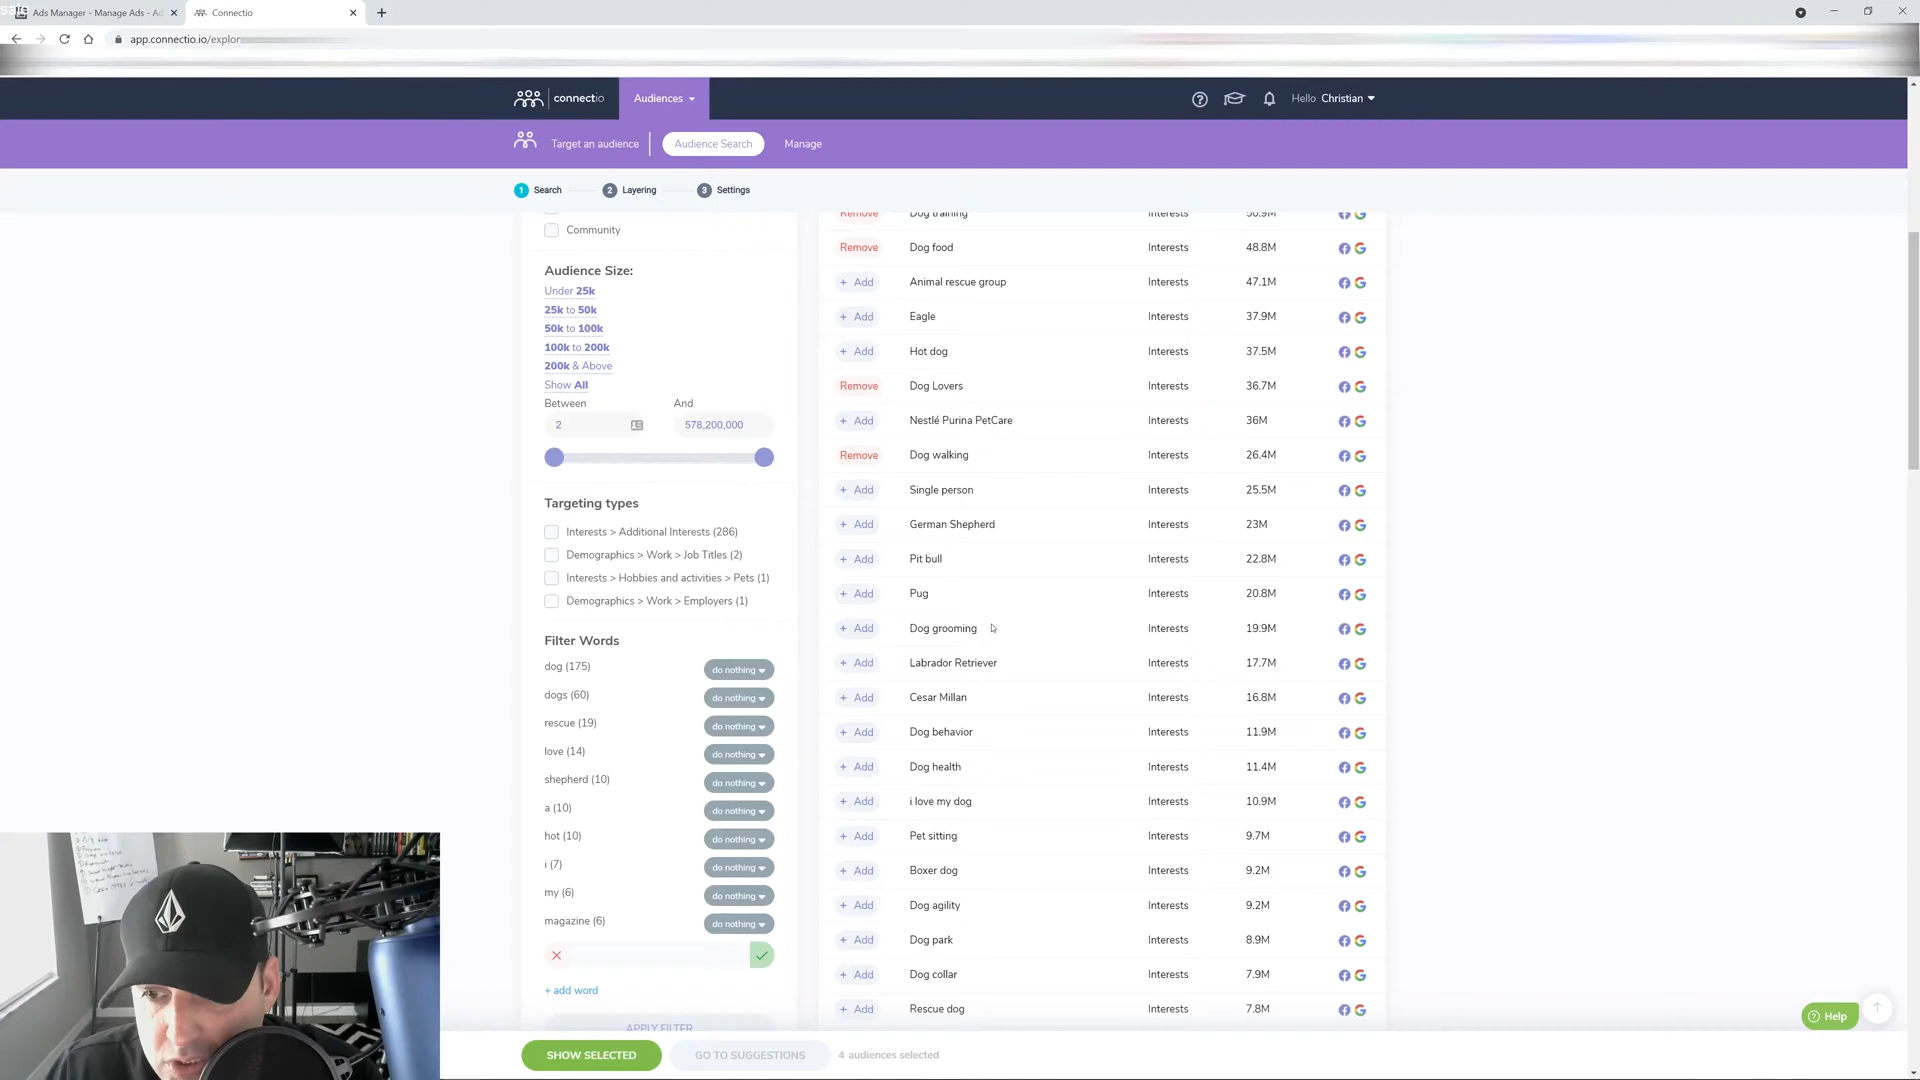 Ads Manager - Manage Ads - Ad
Connectio
app.connectio.io/explor
connectio
Audiences
Hello Christian
Target an audience
Audience Search
Manage
1 Search
2 Layering
3 Settings
Community
Audience Size:
Under 25k
25k to 50k
50k to 100k
100k to 200k
200k & Above
Show All
Between And
2 578,200,000
Targeting types
Interests > Additional Interests (286)
Demographics > Work > Job Titles (2)
Interests > Hobbies and activities > Pets (1)
Demographics > Work > Employers (1)
Filter Words
dog (175) do nothing
dogs (60) do nothing
rescue (19) do nothing
love (14) do nothing
shepherd (10) do nothing
a (10) do nothing
hot (10) do nothing
i (7) do nothing
my (6) do nothing
magazine (6) do nothing
+ add word
APPLY FILTER
Remove Dog training Interests 50.9M
Remove Dog food Interests 48.8M
+ Add Animal rescue group Interests 47.1M
+ Add Eagle Interests 37.9M
+ Add Hot dog Interests 37.5M
Remove Dog Lovers Interests 36.7M
+ Add Nestlé Purina PetCare Interests 36M
Remove Dog walking Interests 26.4M
+ Add Single person Interests 25.5M
+ Add German Shepherd Interests 23M
+ Add Pit bull Interests 22.8M
+ Add Pug Interests 20.8M
+ Add Dog grooming Interests 19.9M
+ Add Labrador Retriever Interests 17.7M
+ Add Cesar Millan Interests 16.8M
+ Add Dog behavior Interests 11.9M
+ Add Dog health Interests 11.4M
+ Add i love my dog Interests 10.9M
+ Add Pet sitting Interests 9.7M
+ Add Boxer dog Interests 9.2M
+ Add Dog agility Interests 9.2M
+ Add Dog park Interests 8.9M
+ Add Dog collar Interests 7.9M
+ Add Rescue dog Interests 7.8M
SHOW SELECTED
GO TO SUGGESTIONS
4 audiences selected
Help